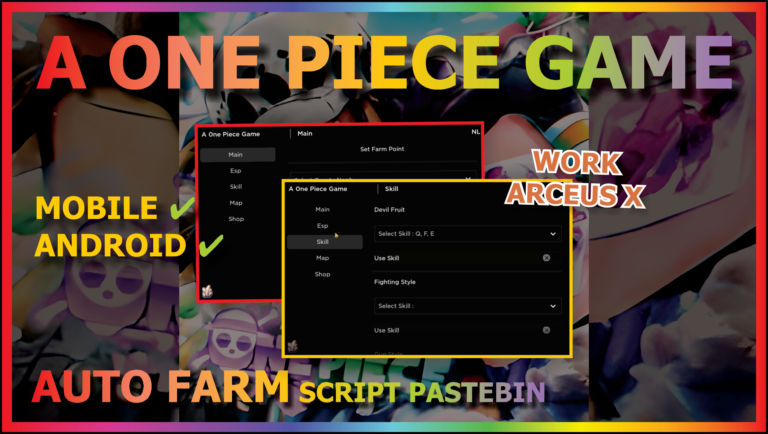 A ONE PIECE GAME
A One Piece Game
Main
NL
Main
Set Farm Point
Esp
Skill
Map
Shop
A One Piece Game
Skill
Main
Devil Fruit
Esp
Select Skill : Q, F, E
Skill
Map
Use Skill
Shop
Fighting Style
Select Skill :
Use Skill
WORK
ARCEUS X
MOBILE ✔
ANDROID ✔
PIECE
AUTO FARM SCRIPT PASTEBIN